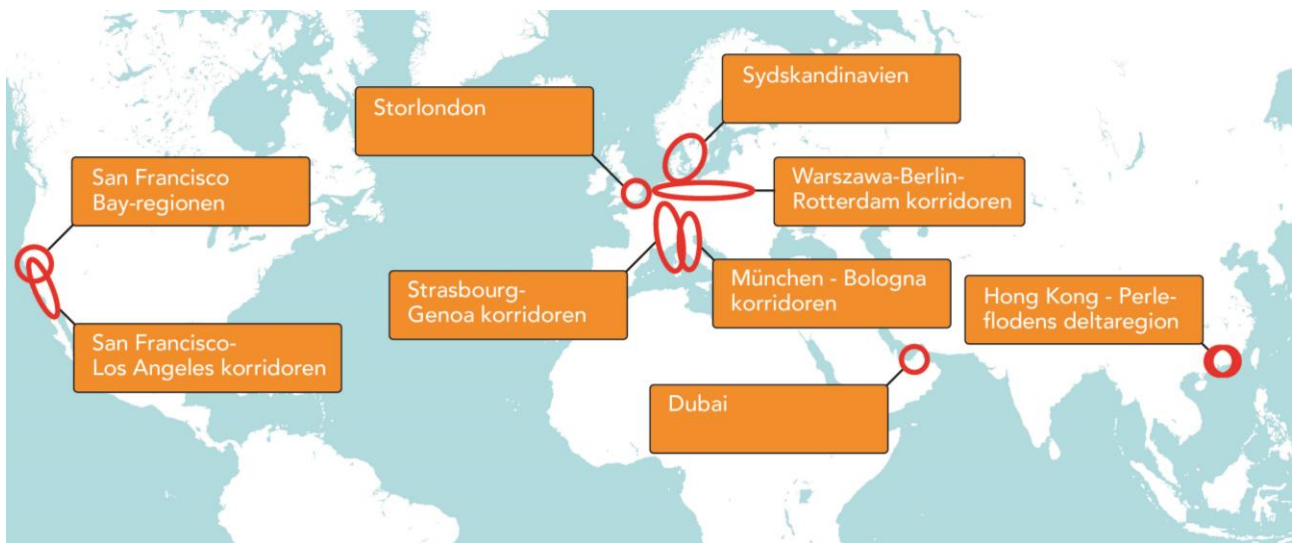 Sydskandinavien
Storlondon
San Francisco
Bay-regionen
Warszawa-Berlin-
Rotterdam korridoren
Strasbourg-
Genoa korridoren
München - Bologna
korridoren
Hong Kong - Perle-
flodens deltaregion
San Francisco-
Los Angeles korridoren
Dubai